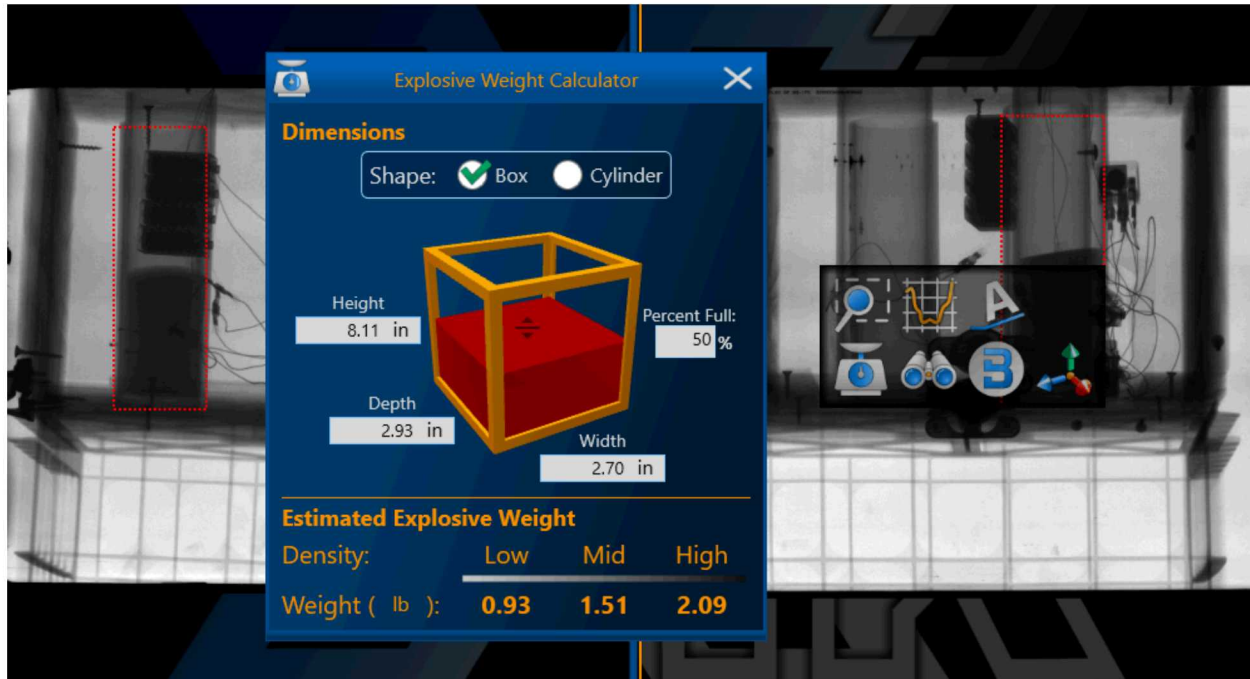 Explosive Weight Calculator
Dimensions
Shape: Box Cylinder
Height
8.11 in
Percent Full:
50 %
Depth
2.93 in
Width
2.70 in
Estimated Explosive Weight
Density: Low Mid High
Weight ( lb ): 0.93 1.51 2.09
A
B